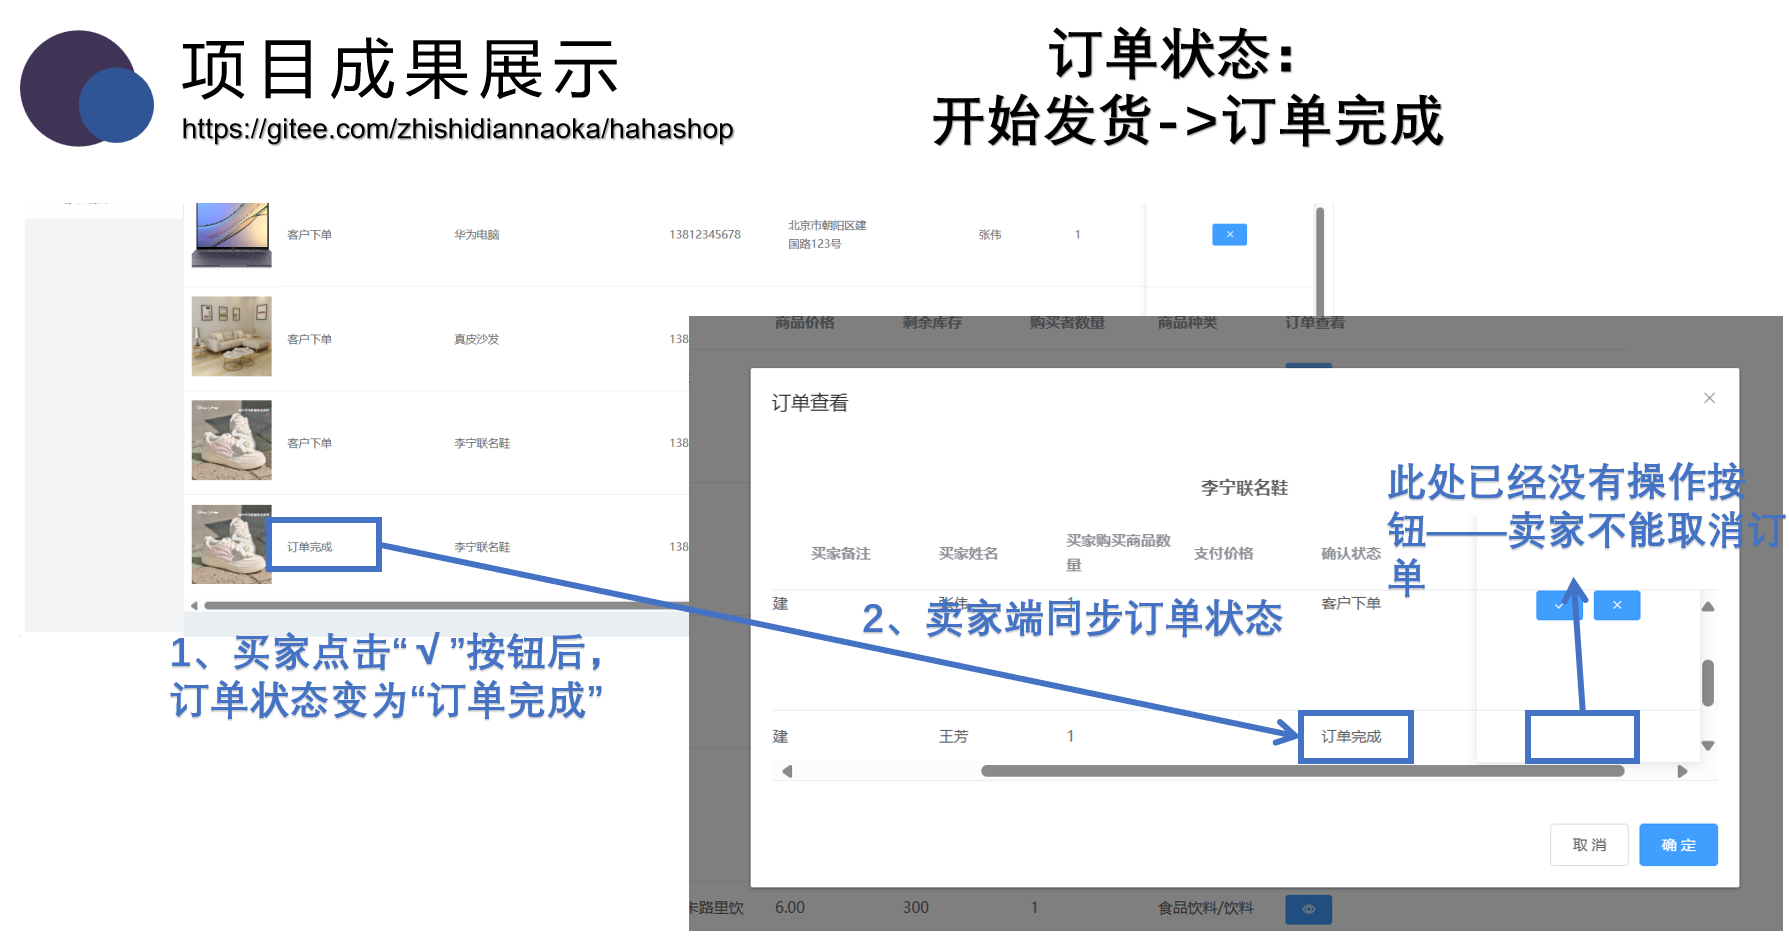 项目成果展示
https://gitee.com/zhishidiannaoka/hahashop
订单状态：
开始发货->订单完成
客户下单 华为电脑 13812345678 北京市朝阳区建国路123号 张伟 1
客户下单 真皮沙发 138
客户下单 李宁联名鞋 138
订单完成 李宁联名鞋 138
1、买家点击“√”按钮后，
订单状态变为“订单完成”
商品价格 剩余库存 购买者数量 商品种类 订单查看
订单查看
李宁联名鞋
此处已经没有操作按
钮——卖家不能取消订
单
买家备注 买家姓名 买家购买商品数量 支付价格 确认状态
建 张伟 1 客户下单
2、卖家端同步订单状态
建 王芳 1 订单完成
取消 确定
卡路里饮 6.00 300 1 食品饮料/饮料